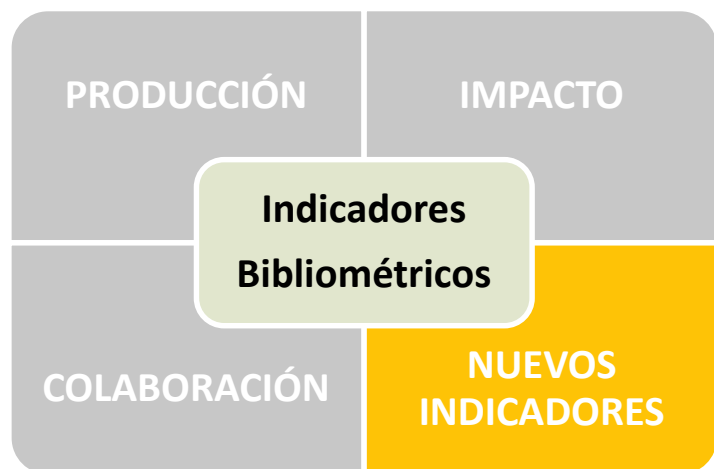 PRODUCCIÓN
IMPACTO
Indicadores
Bibliométricos
COLABORACIÓN
NUEVOS
INDICADORES